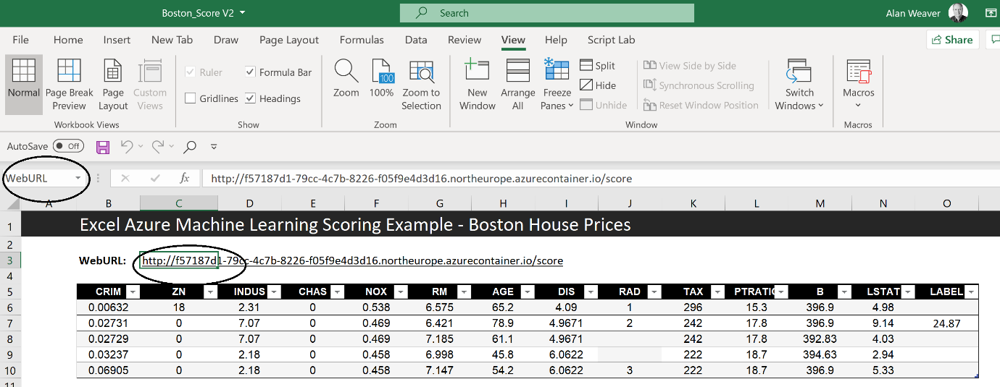 Boston_Score V2
Search
Alan Weaver
File Home Insert New Tab Draw Page Layout Formulas Data Review View Help Script Lab Share
Normal Page Break Preview Page Layout Custom Views
Workbook Views
Ruler Formula Bar
Gridlines Headings
Show
Zoom 100% Zoom to Selection
100
Zoom
New Window Arrange All Freeze Panes
Split
Hide
Unhide
View Side by Side
Synchronous Scrolling
Reset Window Position
Switch Windows
Window
Macros
Macros
AutoSave Off
WebURL fx http://f57187d1-79cc-4c7b-8226-f05f9e4d3d16.northeurope.azurecontainer.io/score
A B C D E F G H I J K L M N O
1 Excel Azure Machine Learning Scoring Example - Boston House Prices
2
3 WebURL: http://f57187d1-79cc-4c7b-8226-f05f9e4d3d16.northeurope.azurecontainer.io/score
4
5 CRIM ZN INDUS CHAS NOX RM AGE DIS RAD TAX PTRATIO B LSTAT LABEL
6 0.00632 18 2.31 0 0.538 6.575 65.2 4.09 1 296 15.3 396.9 4.98
7 0.02731 0 7.07 0 0.469 6.421 78.9 4.9671 2 242 17.8 396.9 9.14 24.87
8 0.02729 0 7.07 0 0.469 7.185 61.1 4.9671 242 17.8 392.83 4.03
9 0.03237 0 2.18 0 0.458 6.998 45.8 6.0622 222 18.7 394.63 2.94
10 0.06905 0 2.18 0 0.458 7.147 54.2 6.0622 3 222 18.7 396.9 5.33
11